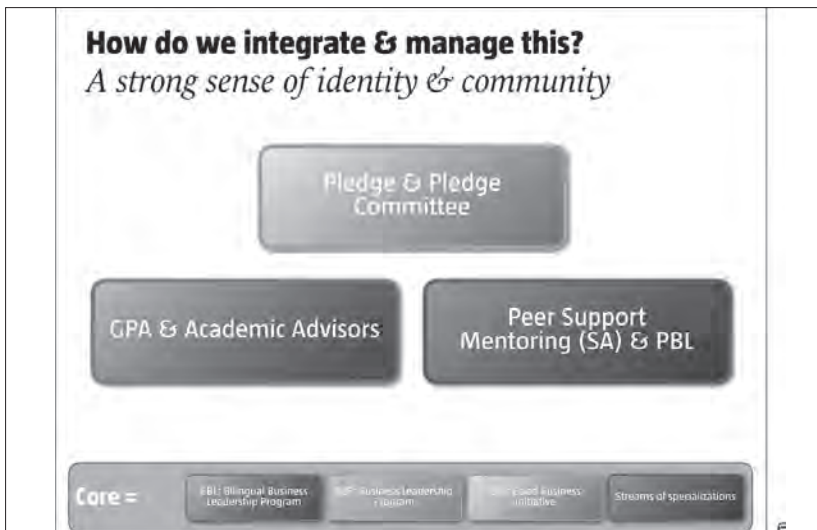 How do we integrate & manage this?
A strong sense of identity & community
Pledge & Pledge
Committee
GPA & Academic Advisors
Peer Support
Mentoring (SA) & PBL
Core =
EBL: Bilingual Business
Leadership Program
Business Leadership
Program
Business
Initiative
Streams of specializations